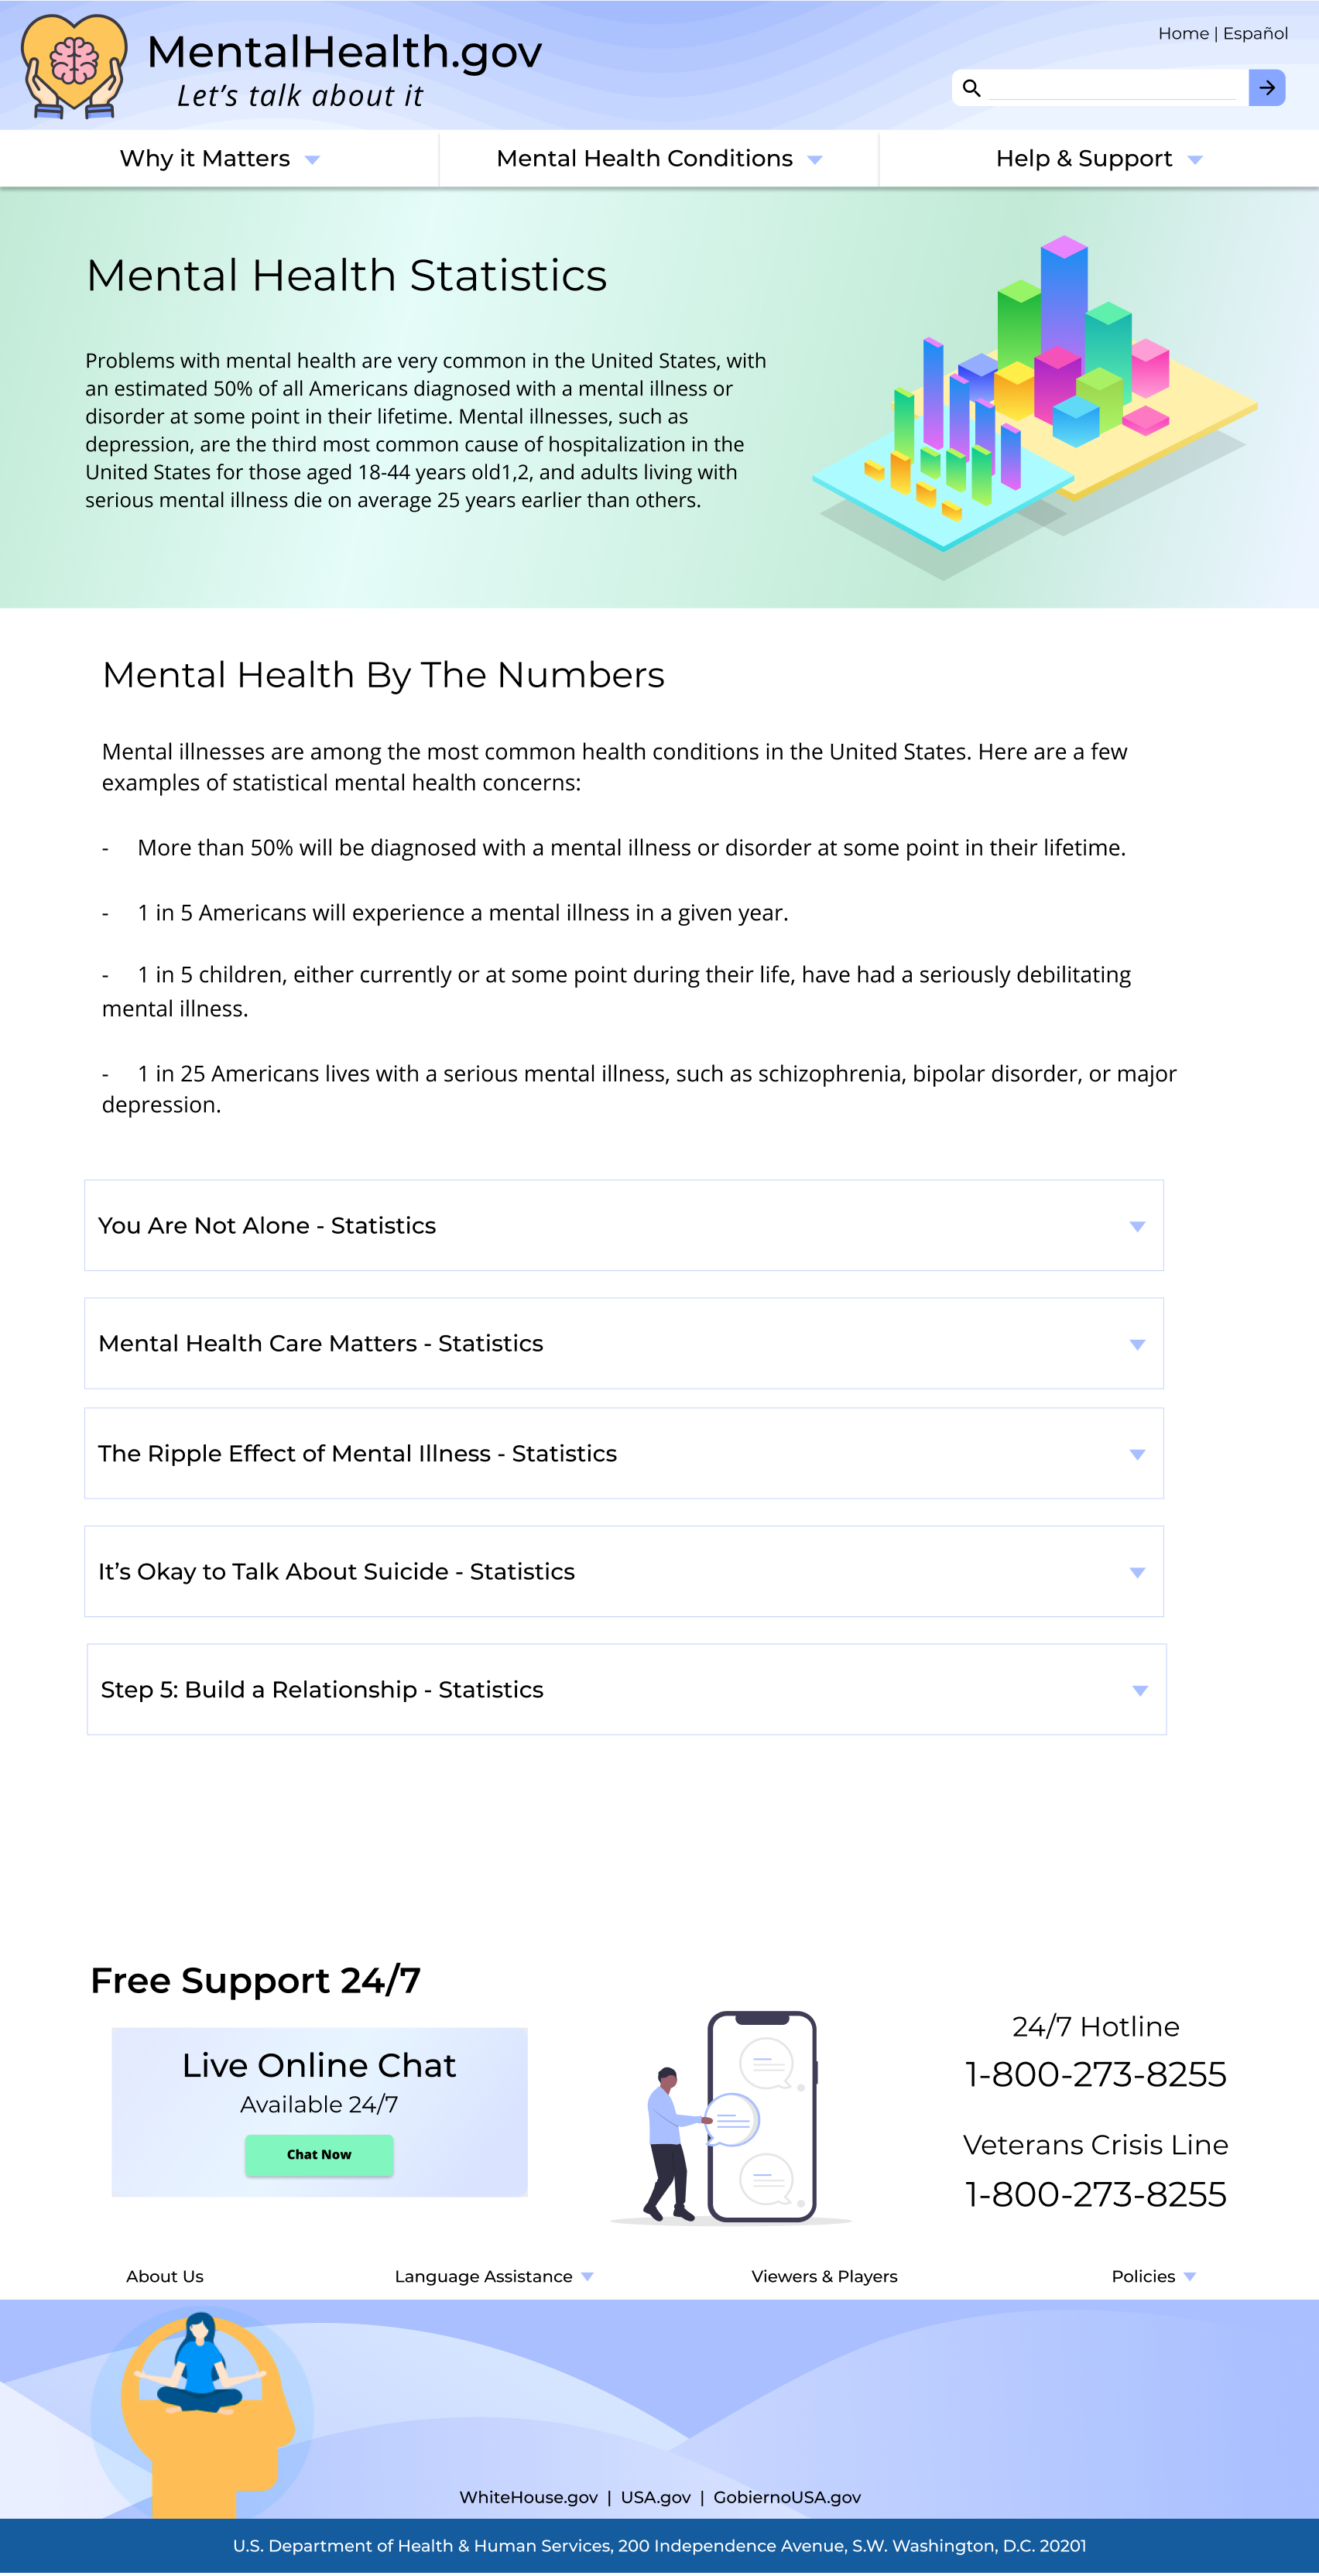 MentalHealth.gov
Let’s talk about it
Home | Español
Why it Matters
Mental Health Conditions
Help & Support
Mental Health Statistics
Problems with mental health are very common in the United States, with
an estimated 50% of all Americans diagnosed with a mental illness or
disorder at some point in their lifetime. Mental illnesses, such as
depression, are the third most common cause of hospitalization in the
United States for those aged 18-44 years old1,2, and adults living with
serious mental illness die on average 25 years earlier than others.
Mental Health By The Numbers
Mental illnesses are among the most common health conditions in the United States. Here are a few
examples of statistical mental health concerns:
- More than 50% will be diagnosed with a mental illness or disorder at some point in their lifetime.
- 1 in 5 Americans will experience a mental illness in a given year.
- 1 in 5 children, either currently or at some point during their life, have had a seriously debilitating
mental illness.
- 1 in 25 Americans lives with a serious mental illness, such as schizophrenia, bipolar disorder, or major
depression.
You Are Not Alone - Statistics
Mental Health Care Matters - Statistics
The Ripple Effect of Mental Illness - Statistics
It’s Okay to Talk About Suicide - Statistics
Step 5: Build a Relationship - Statistics
Free Support 24/7
Live Online Chat
Available 24/7
Chat Now
24/7 Hotline
1-800-273-8255
Veterans Crisis Line
1-800-273-8255
About Us
Language Assistance
Viewers & Players
Policies
WhiteHouse.gov | USA.gov | GobiernoUSA.gov
U.S. Department of Health & Human Services, 200 Independence Avenue, S.W. Washington, D.C. 20201